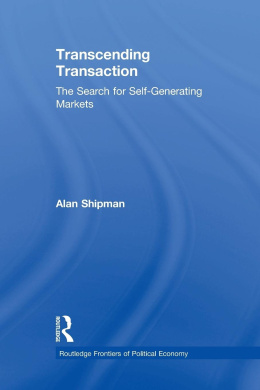 Transcending
Transaction
The Search for Self-Generating
Markets
Alan Shipman
ROUTLEDGE
Routledge Frontiers of Political Economy